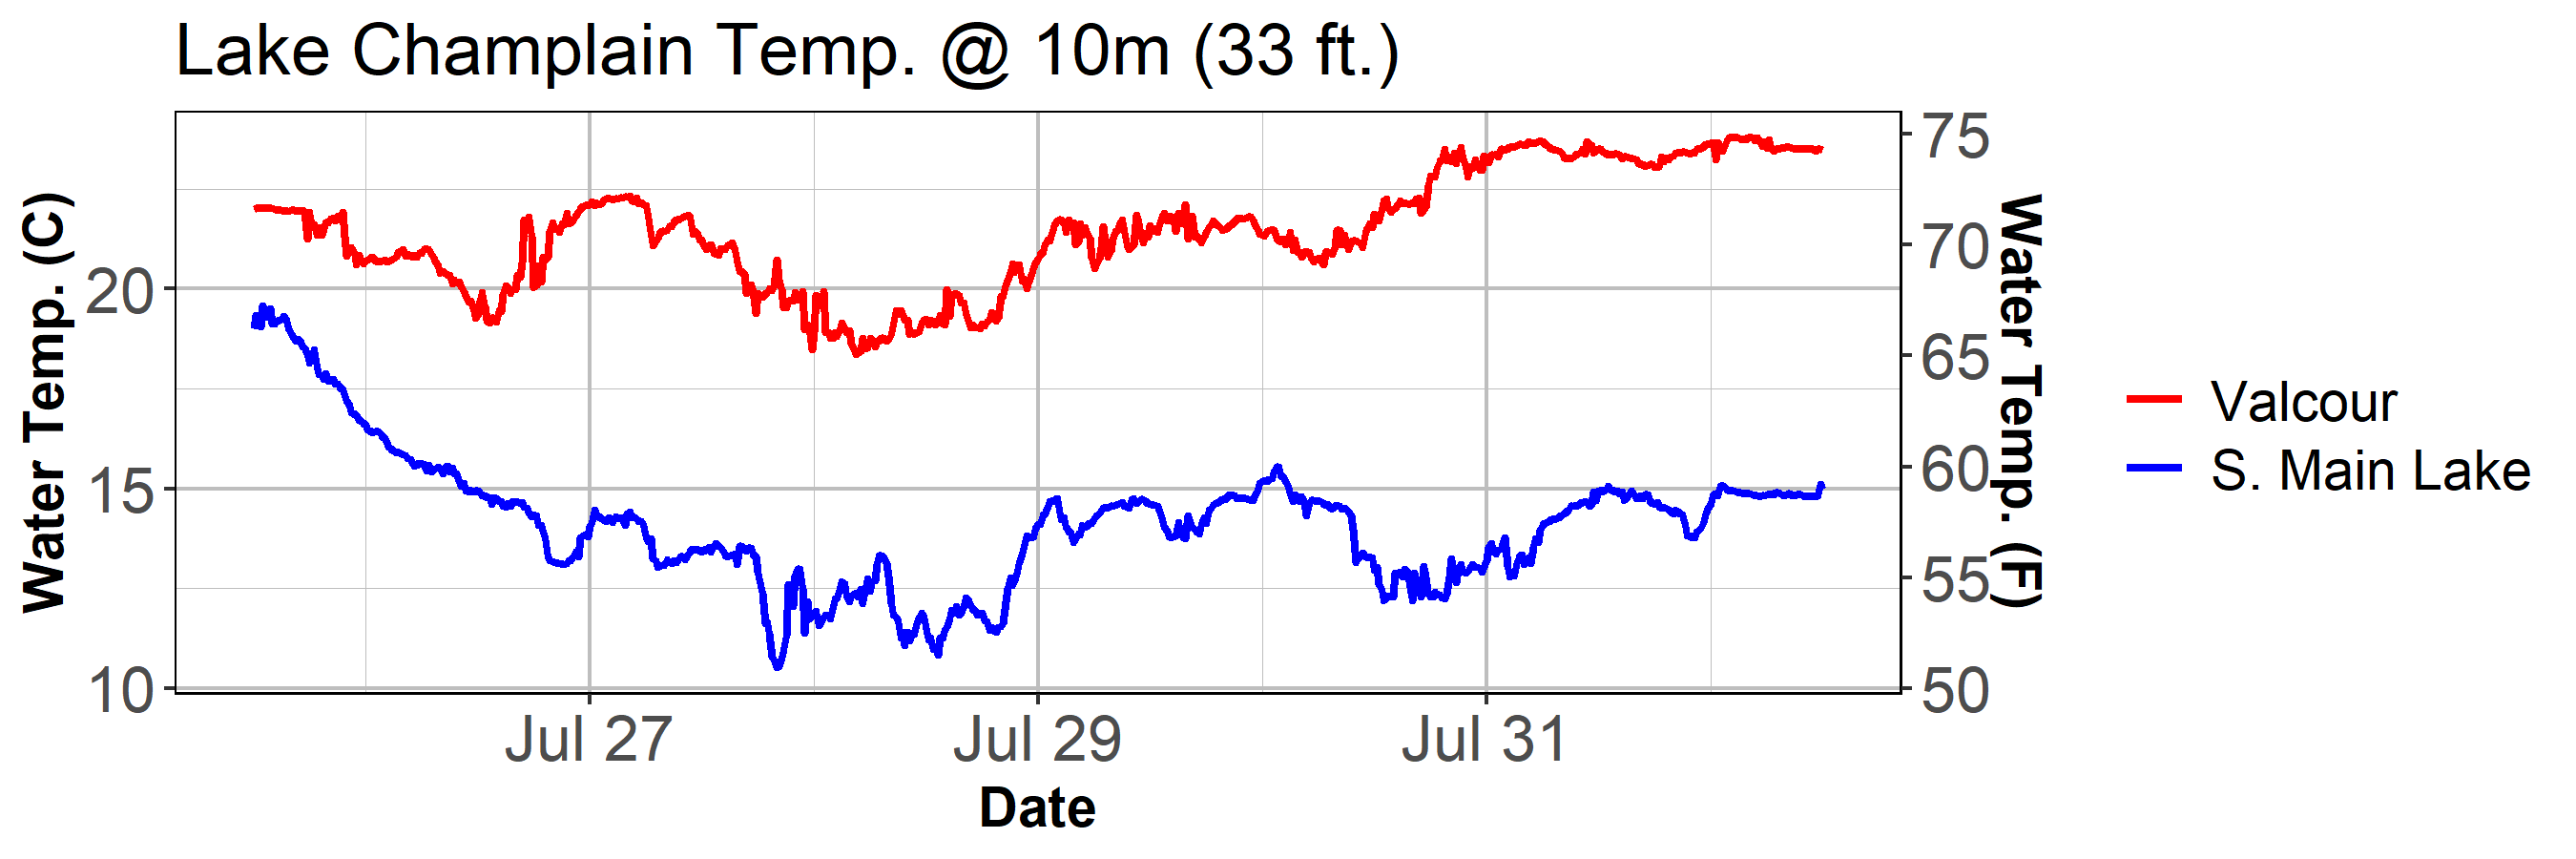 Lake Champlain Temp. @ 10m (33 ft.)
Water Temp. (C)
20
15
10
75
70
65
60
55
50
Water Temp. (F)
Jul 27
Jul 29
Jul 31
Date
Valcour
S. Main Lake